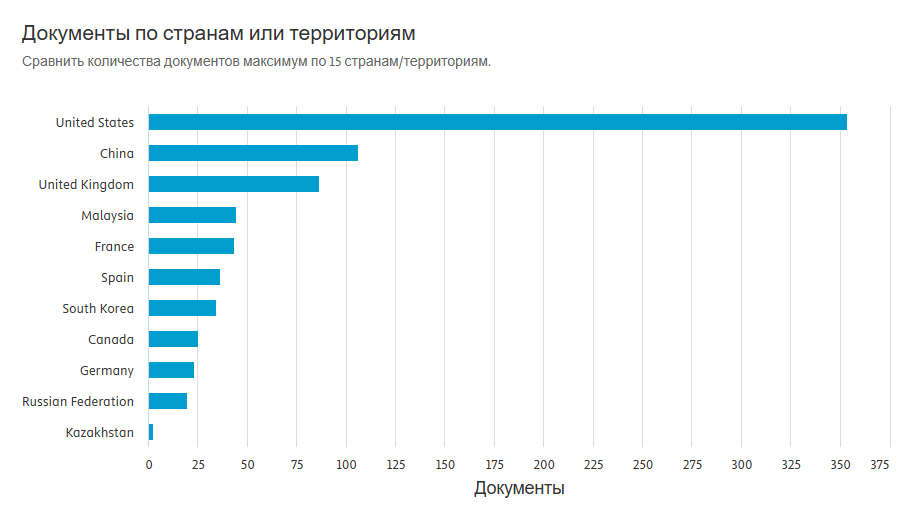 Документы по странам или территориям
Сравнить количества документов максимум по 15 странам/территориям.
United States
China
United Kingdom
Malaysia
France
Spain
South Korea
Canada
Germany
Russian Federation
Kazakhstan
0 25 50 75 100 125 150 175 200 225 250 275 300 325 350 375
Документы